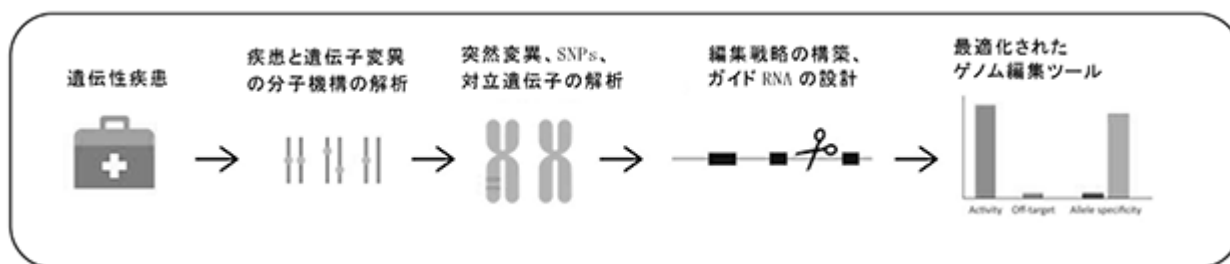 遺伝性疾患
疾患と遺伝子変異
の分子機構の解析
突然変異、SNPs、
対立遺伝子の解析
編集戦略の構築、
ガイド RNA の設計
最適化された
ゲノム編集ツール
Activity Off-target Allele specificity